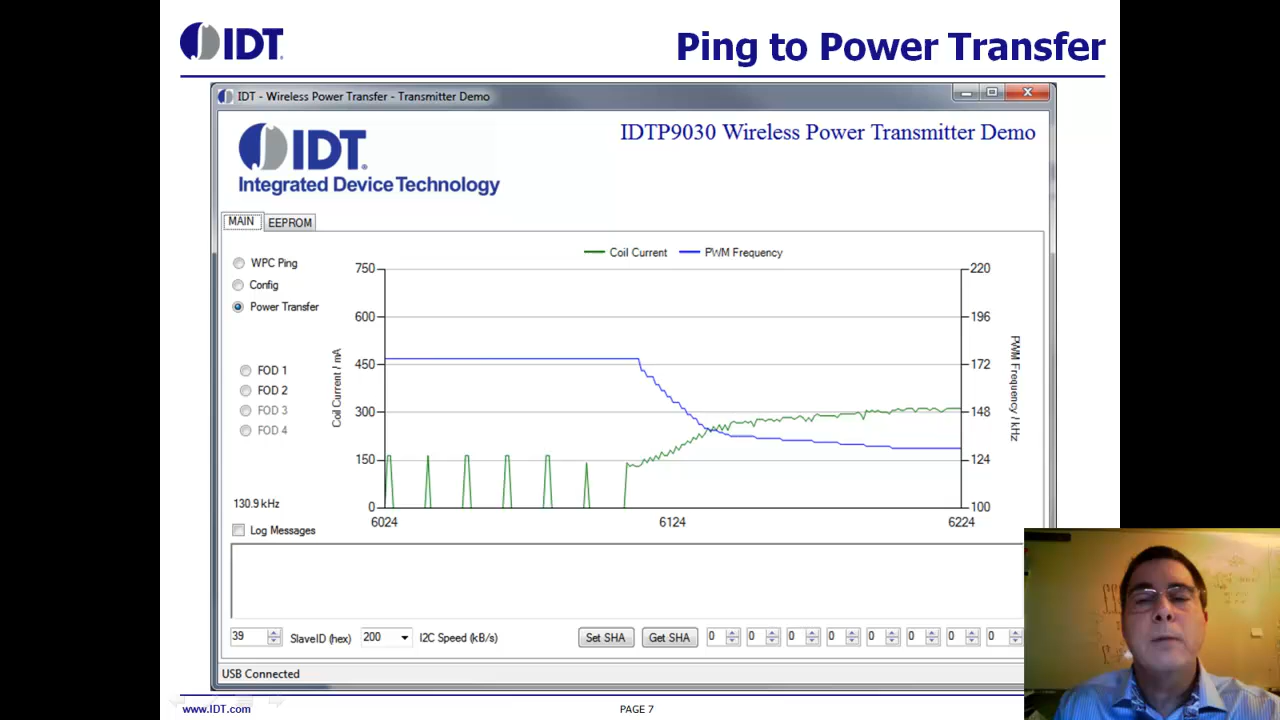 IDT
Ping to Power Transfer
IDT - Wireless Power Transfer - Transmitter Demo
IDT
Integrated Device Technology
IDTP9030 Wireless Power Transmitter Demo
MAIN EEPROM
WPC Ping
Config
Power Transfer
FOD 1
FOD 2
FOD 3
FOD 4
130.9 kHz
Log Messages
Coil Current PWM Frequency
750
600
450
300
150
0
Coil Current / mA
220
196
172
148
124
100
PWM Frequency / kHz
6024 6124 6224
39 SlaveID (hex) 200 I2C Speed (kB/s) Set SHA Get SHA 0 0 0 0 0 0 0 0
USB Connected
www.IDT.com PAGE 7